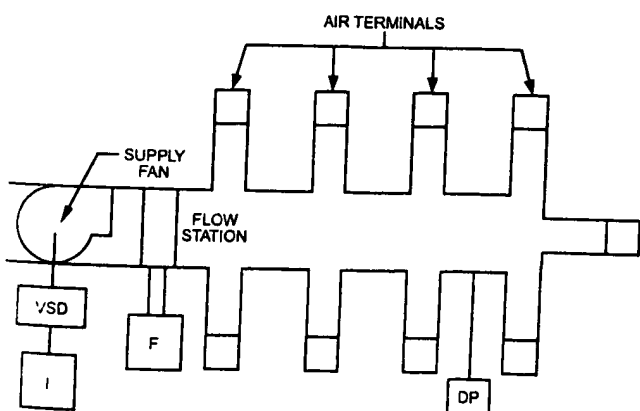 AIR TERMINALS
SUPPLY
FAN
FLOW
STATION
VSD
F
I
DP